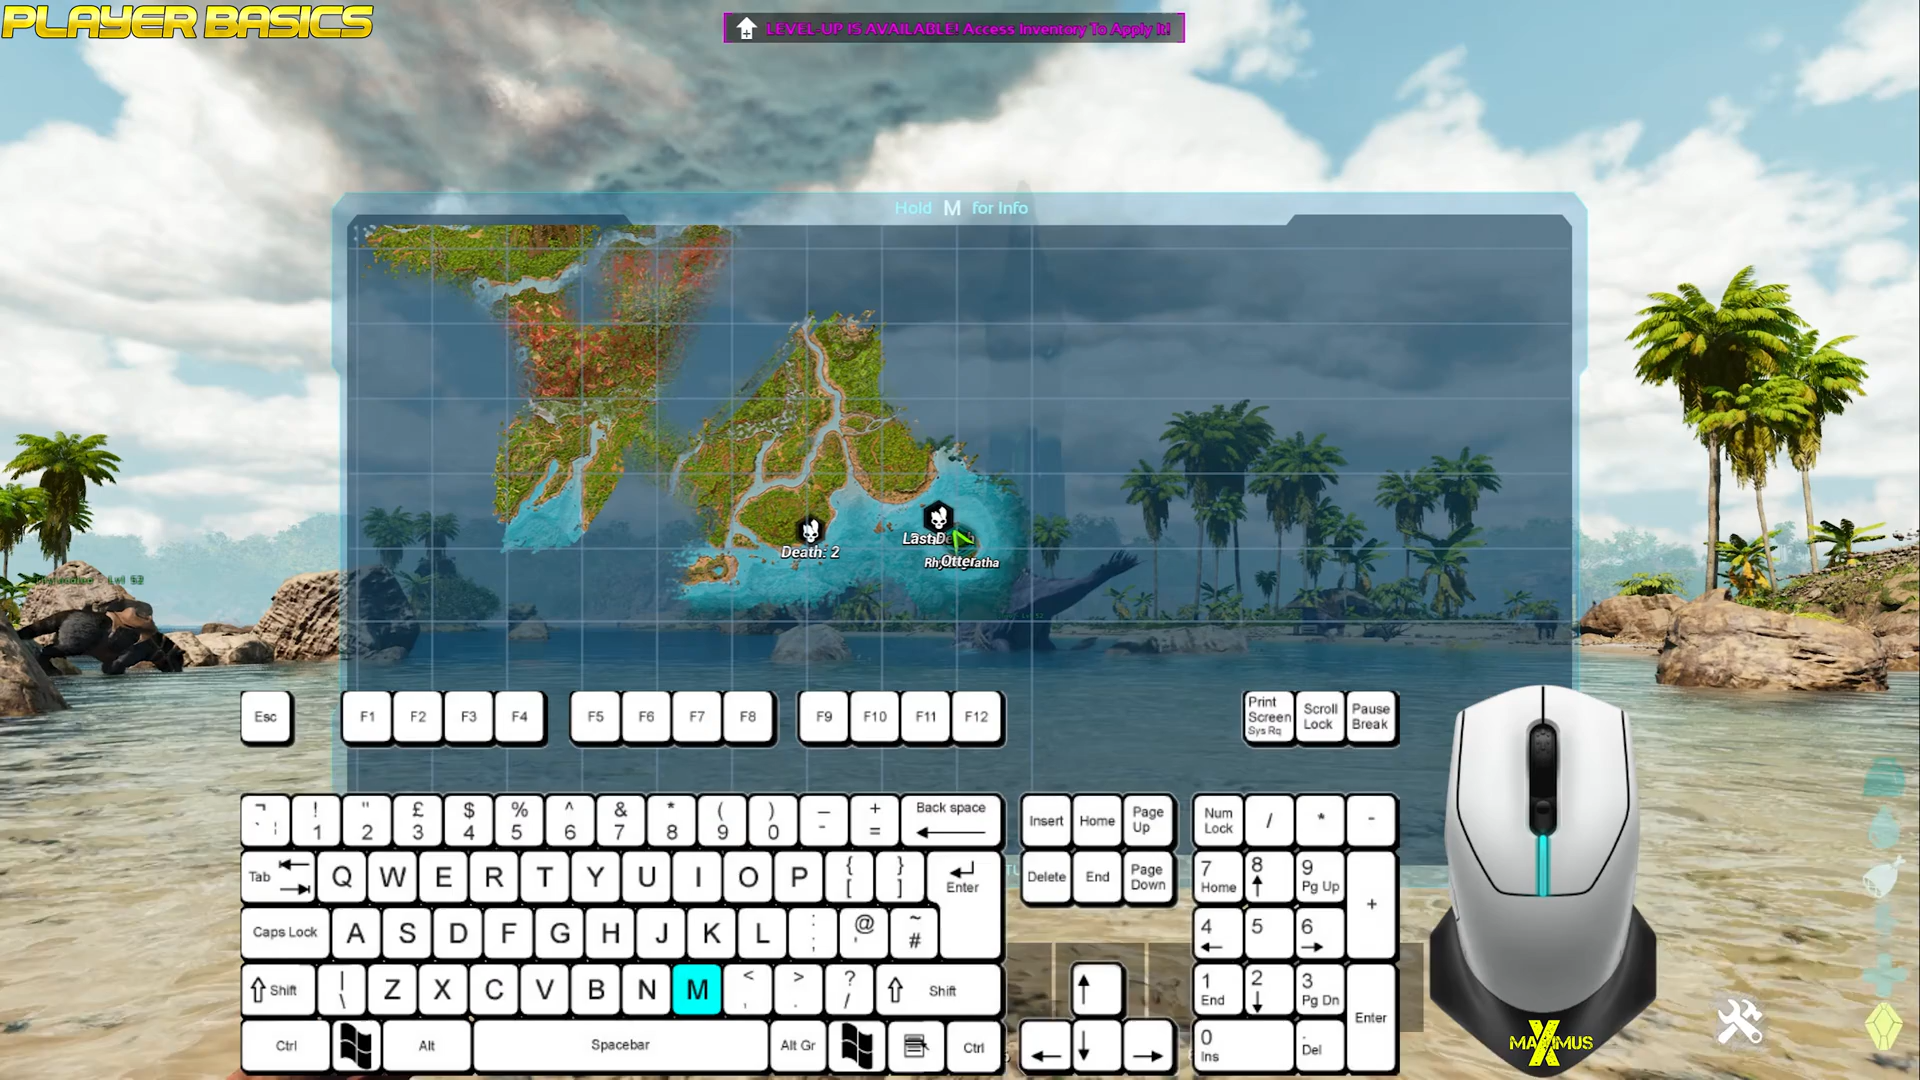 PLAYER BASICS
LEVEL-UP IS AVAILABLE! Access Inventory To Apply It!
Hold M for Info
Death: 2
Otter
Esc F1 F2 F3 F4 F5 F6 F7 F8 F9 F10 F11 F12 Print Screen Sys Rq Scroll Lock Pause Break
¬ ` ¦ ! 1 " 2 £ 3 $ 4 % 5 ^ 6 & 7 * 8 ( 9 ) 0 _ - + = Back space Insert Home Page Up Num Lock / * -
Tab Q W E R T Y U I O P { [ } ] Enter Delete End Page Down 7 Home 8 9 Pg Up +
Caps Lock A S D F G H J K L : ; @ ' ~ # 4 5 6
Shift | \ Z X C V B N M < , > . ? / Shift 1 End 2 3 Pg Dn Enter
Ctrl Alt Spacebar Alt Gr Ctrl 0 Ins . Del
MAXIMUS